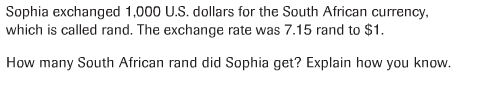 Sophia exchanged 1,000 U.S. dollars for the South African currency,
which is called rand. The exchange rate was 7.15 rand to $1.
How many South African rand did Sophia get? Explain how you know.